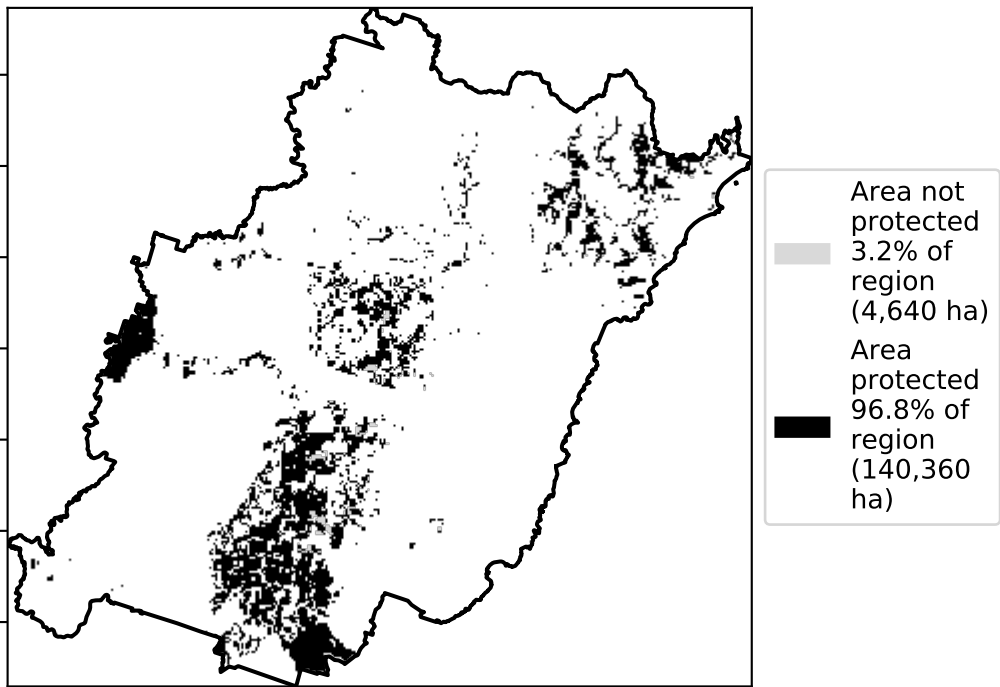 Area not
protected
3.2% of
region
(4,640 ha)
Area
protected
96.8% of
region
(140,360
ha)